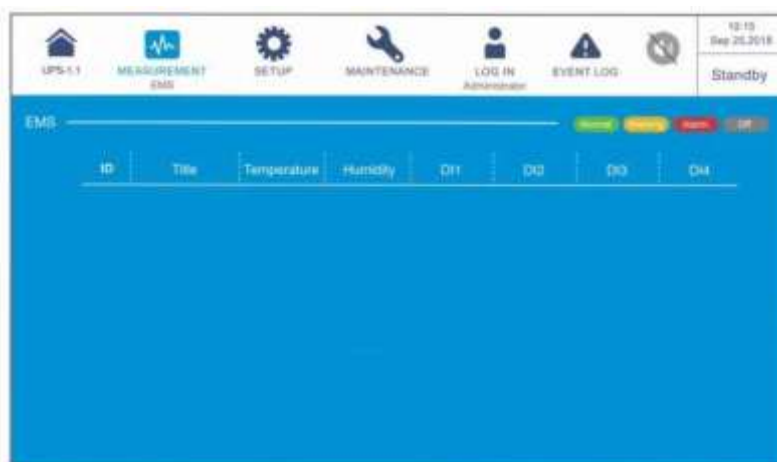 UPS-1.1
MEASUREMENT
EMS
SETUP
MAINTENANCE
LOG IN
Administrator
EVENT LOG
10:15
Sep 20,2018
Standby
EMS
Normal
Warning
Alarm
Off
ID Title Temperature Humidity DI1 DI2 DI3 DI4